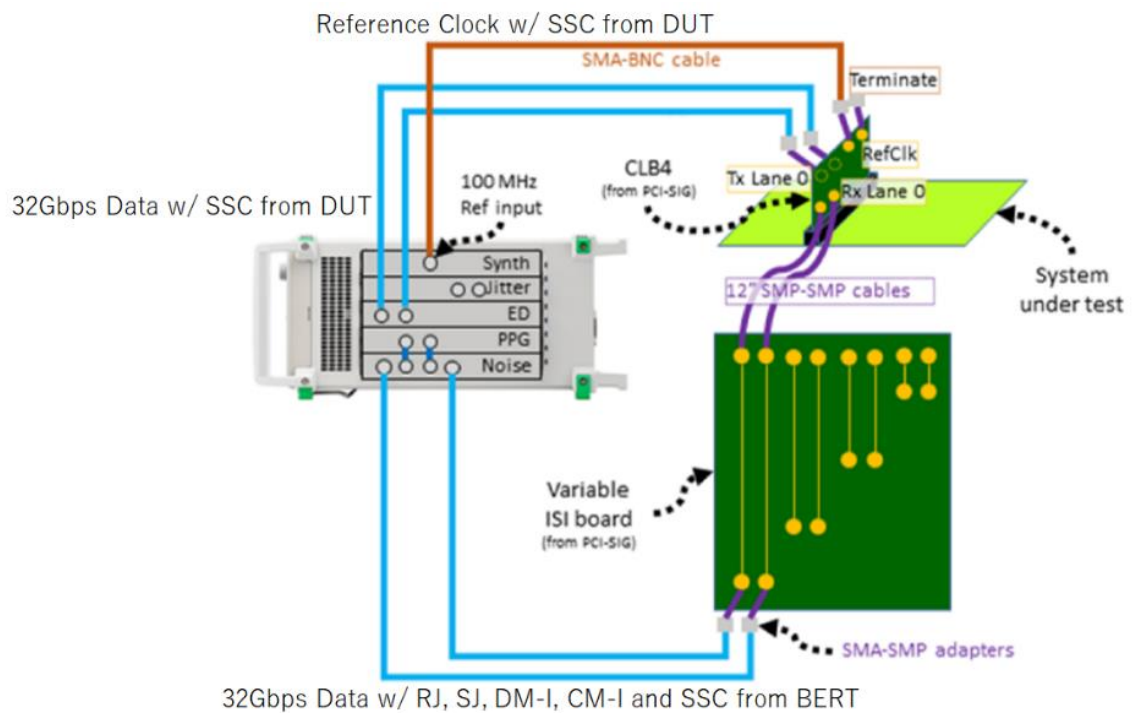 Reference Clock w/ SSC from DUT
SMA-BNC cable
Terminate
RefClk
CLB4
(from PCI-SIG)
Tx Lane 0
Rx Lane 0
100 MHz
Ref input
32Gbps Data w/ SSC from DUT
Synth
Jitter
ED
PPG
Noise
System
under test
12" SMP-SMP cables
Variable
ISI board
(from PCI-SIG)
SMA-SMP adapters
32Gbps Data w/ RJ, SJ, DM-I, CM-I and SSC from BERT